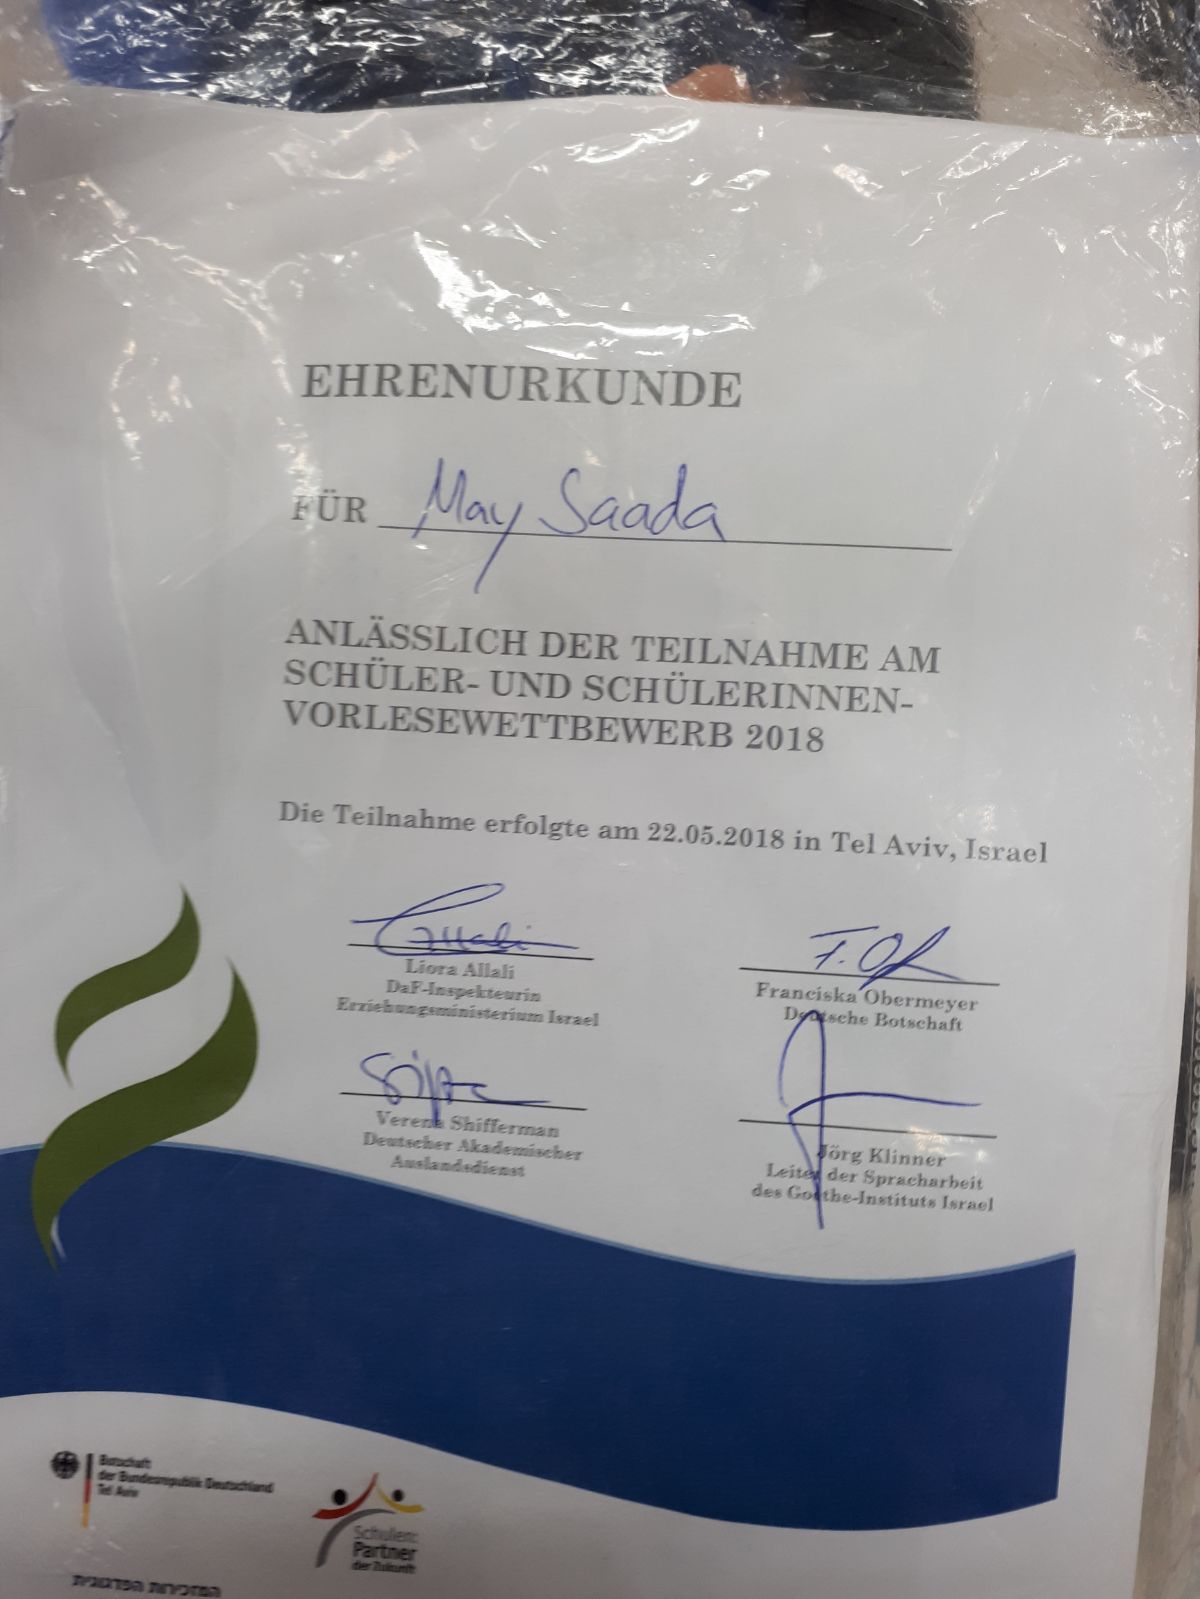 EHRENURKUNDE
FÜR May Saada
ANLÄSSLICH DER TEILNAHME AM
SCHÜLER- UND SCHÜLERINNEN-
VORLESEWETTBEWERB 2018
Die Teilnahme erfolgte am 22.05.2018 in Tel Aviv, Israel
Liora Allali
DaF-Inspekteurin
Erziehungsministerium Israel
F. Ob
Franciska Obermeyer
Deutsche Botschaft
Verena Shifferman
Deutscher Akademischer
Auslandsdienst
Jörg Klinner
Leiter der Spracharbeit
des Goethe-Instituts Israel
Botschaft
der Bundesrepublik Deutschland
Tel Aviv
Schulen:
Partner
der Zukunft
המזכירות הפדגוגית